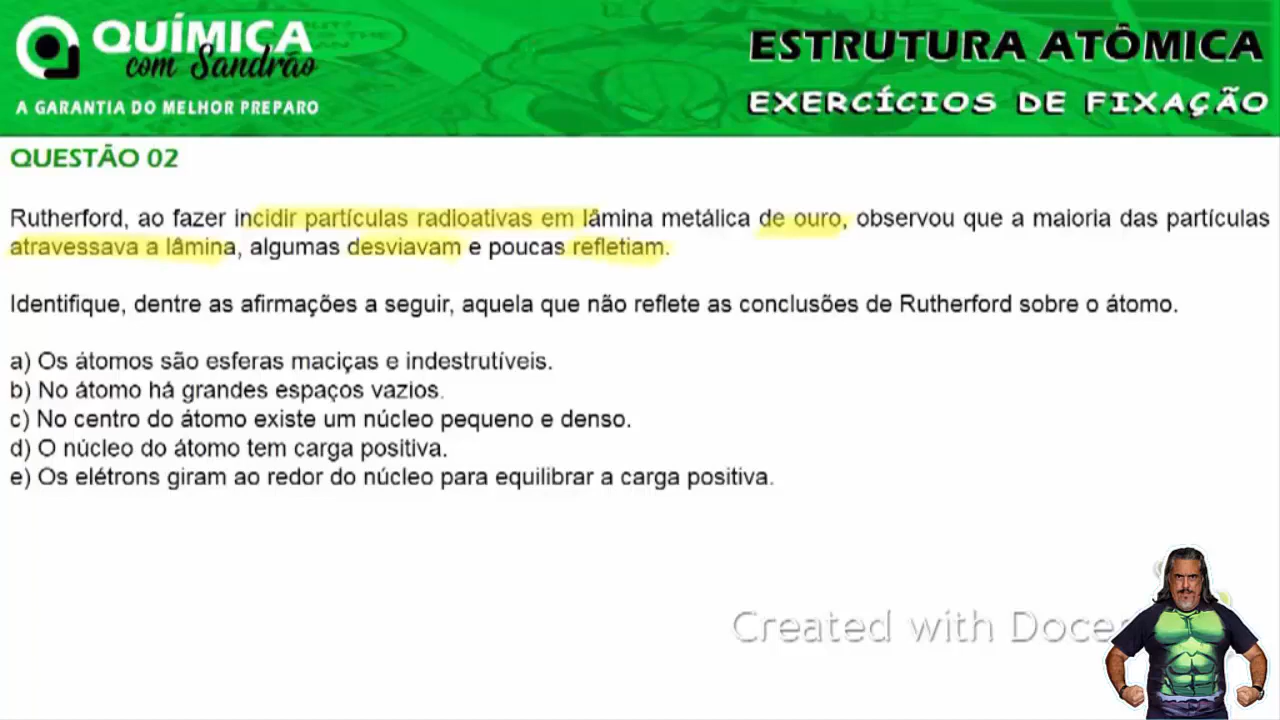 QUÍMICA
com Sandrão
A GARANTIA DO MELHOR PREPARO
ESTRUTURA ATÔMICA
EXERCÍCIOS DE FIXAÇÃO
QUESTÃO 02
Rutherford, ao fazer incidir partículas radioativas em lâmina metálica de ouro, observou que a maioria das partículas
atravessava a lâmina, algumas desviavam e poucas refletiam.
Identifique, dentre as afirmações a seguir, aquela que não reflete as conclusões de Rutherford sobre o átomo.
a) Os átomos são esferas maciças e indestrutíveis.
b) No átomo há grandes espaços vazios.
c) No centro do átomo existe um núcleo pequeno e denso.
d) O núcleo do átomo tem carga positiva.
e) Os elétrons giram ao redor do núcleo para equilibrar a carga positiva.
Created with